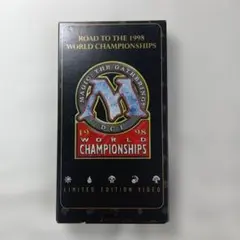 ROAD TO THE 1998
WORLD CHAMPIONSHIPS
MAGIC: THE GATHERING
M
DCI
19 98
WORLD
CHAMPIONSHIPS
LIMITED EDITION VIDEO